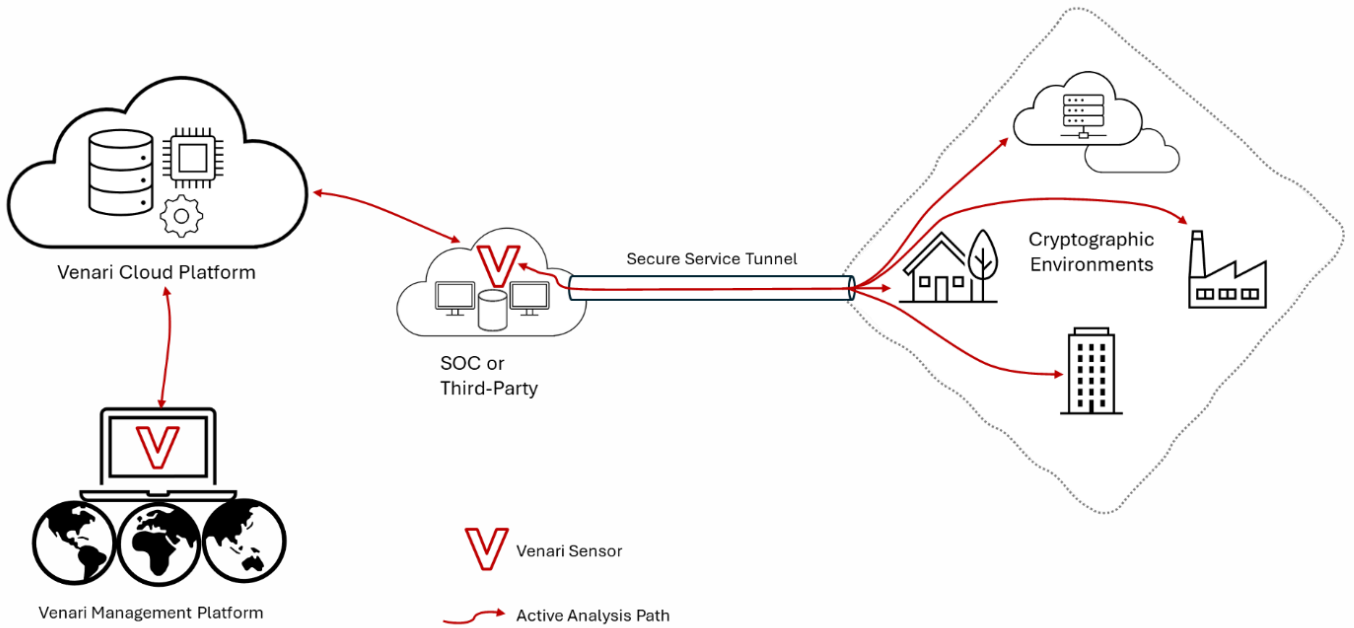 Venari Cloud Platform
SOC or
Third-Party
Secure Service Tunnel
Cryptographic
Environments
Venari Management Platform
V Venari Sensor
Active Analysis Path